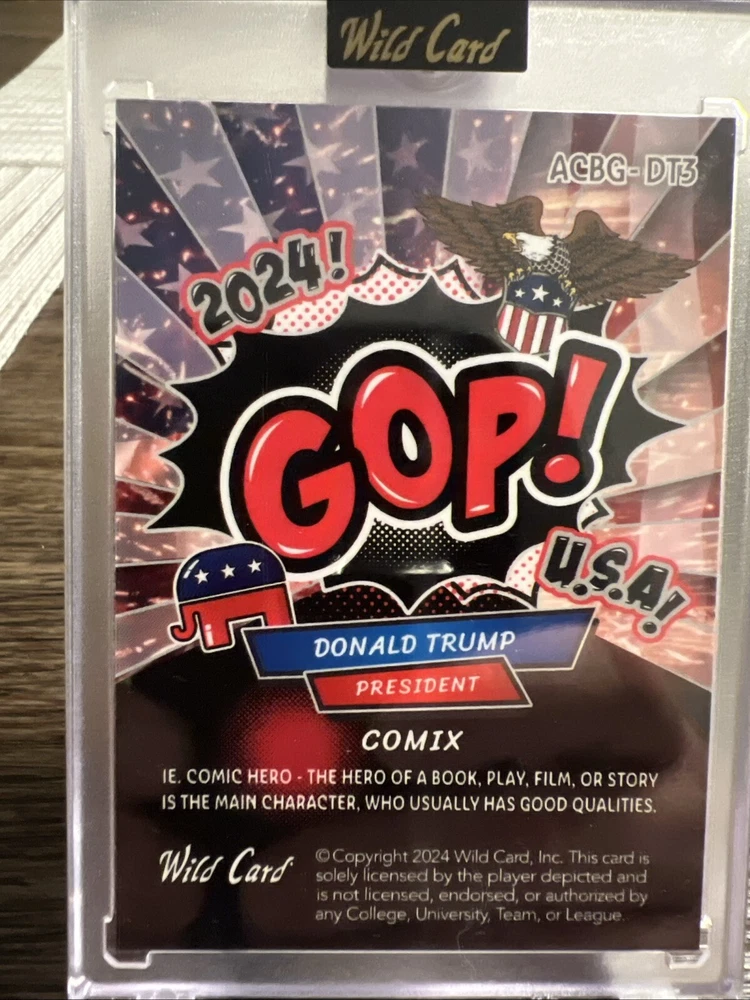 Wild Card
ACBG-DT3
2024!
GOP!
U.S.A!
DONALD TRUMP
PRESIDENT
COMIX
IE. COMIC HERO - THE HERO OF A BOOK, PLAY, FILM, OR STORY
IS THE MAIN CHARACTER, WHO USUALLY HAS GOOD QUALITIES.
Wild Card
©Copyright 2024 Wild Card, Inc. This card is
solely licensed by the player depicted and
is not licensed, endorsed, or authorized by
any College, University, Team, or League.